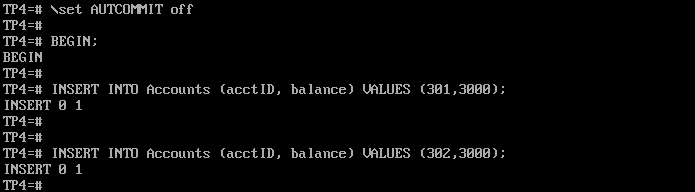 TP4=# \set AUTCOMMIT off
TP4=#
TP4=# BEGIN;
BEGIN
TP4=#
TP4=# INSERT INTO Accounts (acctID, balance) VALUES (301,3000);
INSERT 0 1
TP4=#
TP4=#
TP4=# INSERT INTO Accounts (acctID, balance) VALUES (302,3000);
INSERT 0 1
TP4=#